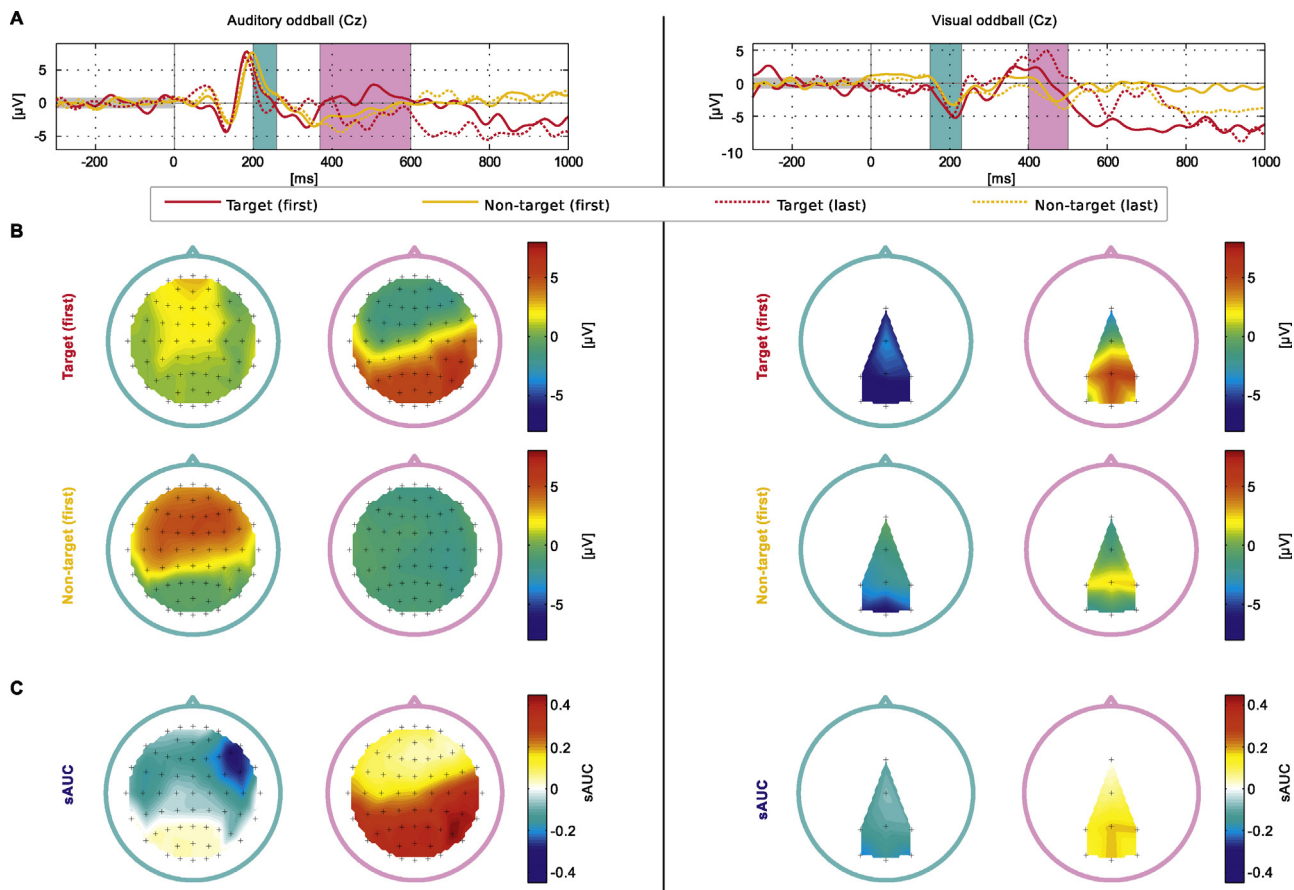 A
Auditory oddball (Cz)
Visual oddball (Cz)
[µV]
5
0
-5
-200 0 200 400 600 800 1000
[ms]
[µV]
5
0
-5
-10
-200 0 200 400 600 800 1000
[ms]
Target (first) Non-target (first) Target (last) Non-target (last)
B
Target (first)
5
0
-5
[µV]
Target (first)
5
0
-5
[µV]
Non-target (first)
5
0
-5
[µV]
Non-target (first)
5
0
-5
[µV]
C
sAUC
0.4
0.2
0
-0.2
-0.4
sAUC
sAUC
0.4
0.2
0
-0.2
-0.4
sAUC